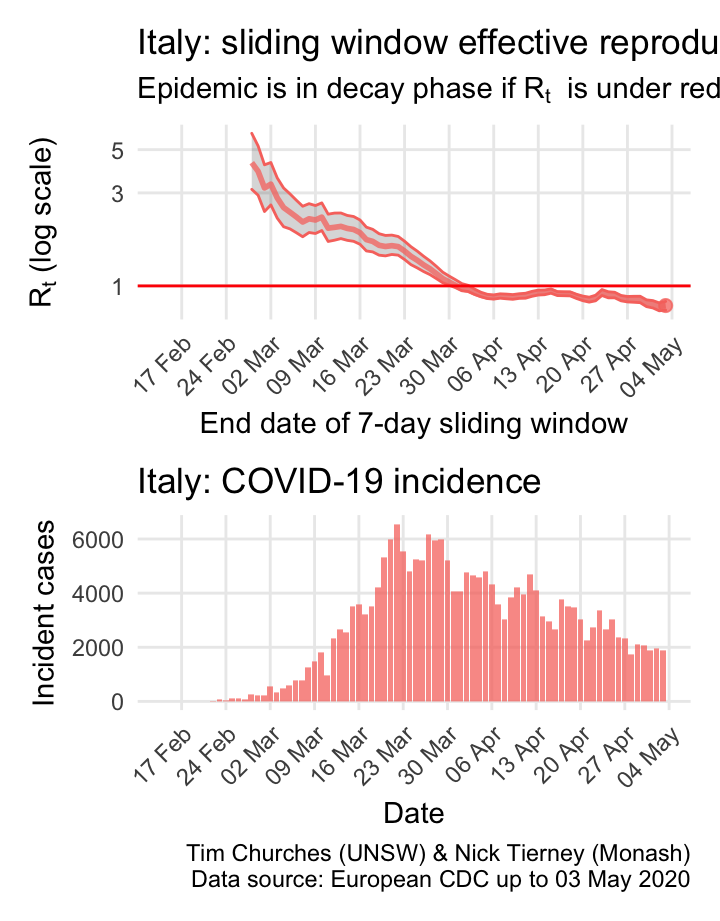 Italy: sliding window effective reprodu
Epidemic is in decay phase if Rt is under red
Rt (log scale)
5
3
1
17 Feb
24 Feb
02 Mar
09 Mar
16 Mar
23 Mar
30 Mar
06 Apr
13 Apr
20 Apr
27 Apr
04 May
End date of 7-day sliding window
Italy: COVID-19 incidence
Incident cases
6000
4000
2000
0
17 Feb
24 Feb
02 Mar
09 Mar
16 Mar
23 Mar
30 Mar
06 Apr
13 Apr
20 Apr
27 Apr
04 May
Date
Tim Churches (UNSW) & Nick Tierney (Monash)
Data source: European CDC up to 03 May 2020